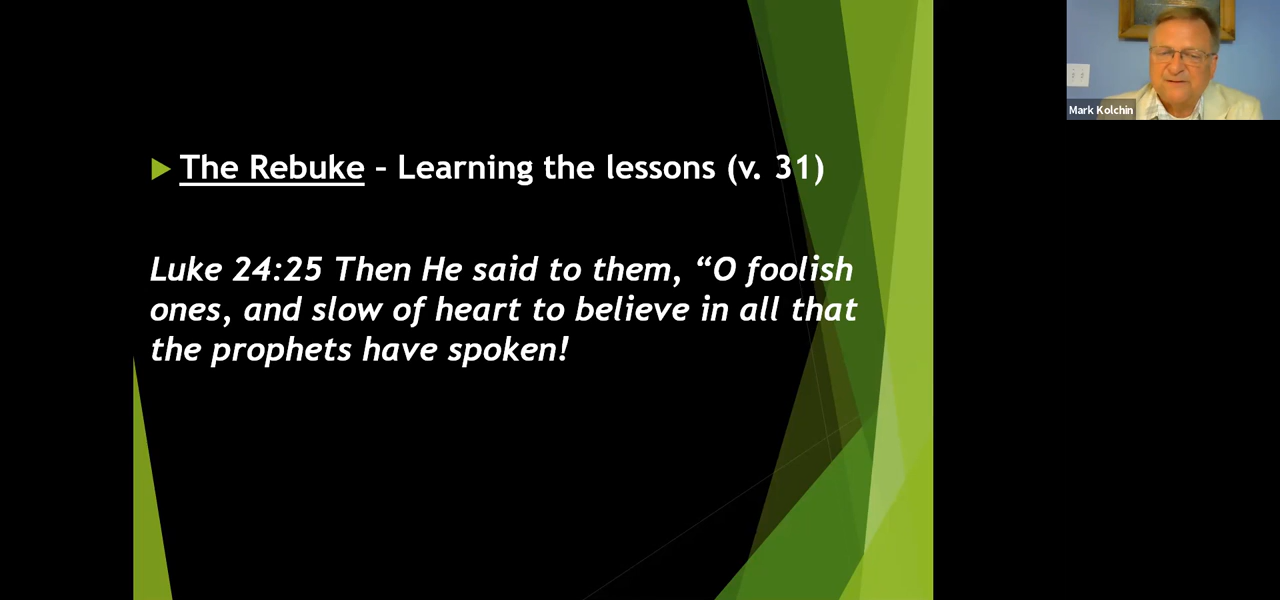 The Rebuke – Learning the lessons (v. 31)
Luke 24:25 Then He said to them, “O foolish
ones, and slow of heart to believe in all that
the prophets have spoken!
Mark Kolchin